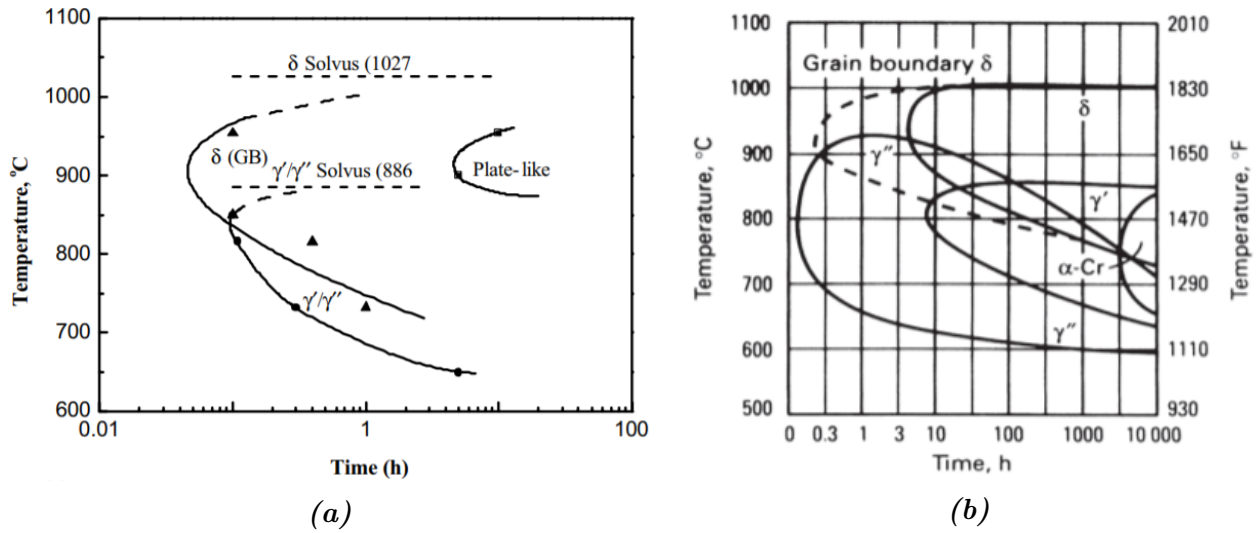 1100
1000
900
800
700
600
Temperature, °C
δ Solvus (1027
δ (GB)
γ′/γ″ Solvus (886
Plate-like
γ′/γ″
0.01
1
100
Time (h)
(a)
1100
1000
900
800
700
600
500
Temperature, °C
Grain boundary δ
δ
γ″
γ′
α-Cr
γ″
2010
1830
1650
1470
1290
1110
930
Temperature, °F
0 0.3 1 3 10 100 1000 10 000
Time, h
(b)